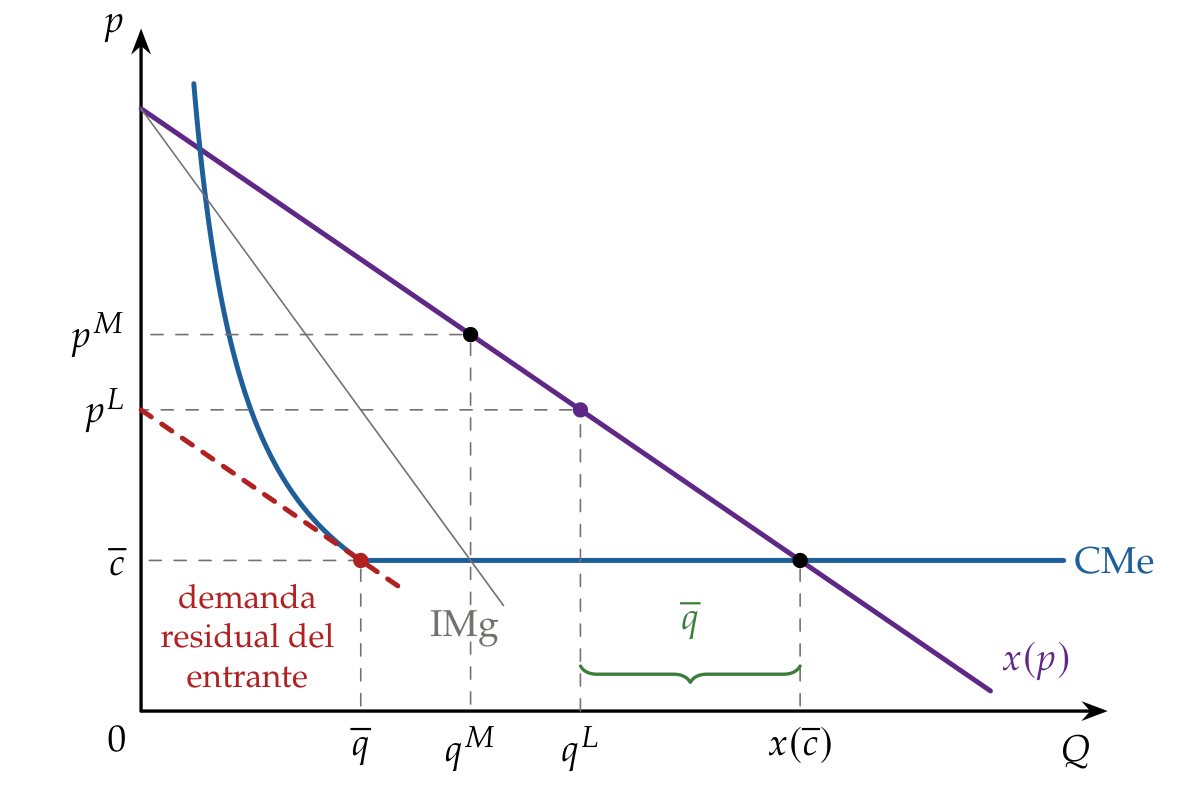 p
p^M
p^L
c̅
demanda
residual del
entrante
IMg
q̅
CMe
x(p)
0
q̅
q^M
q^L
x(c̅)
Q